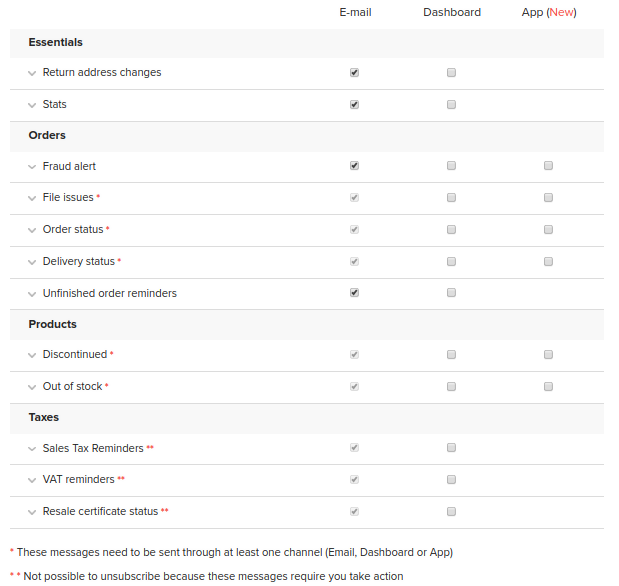 E-mail Dashboard App (New)
Essentials
Return address changes
Stats
Orders
Fraud alert
File issues *
Order status *
Delivery status *
Unfinished order reminders
Products
Discontinued *
Out of stock *
Taxes
Sales Tax Reminders **
VAT reminders **
Resale certificate status **
* These messages need to be sent through at least one channel (Email, Dashboard or App)
* * Not possible to unsubscribe because these messages require you take action